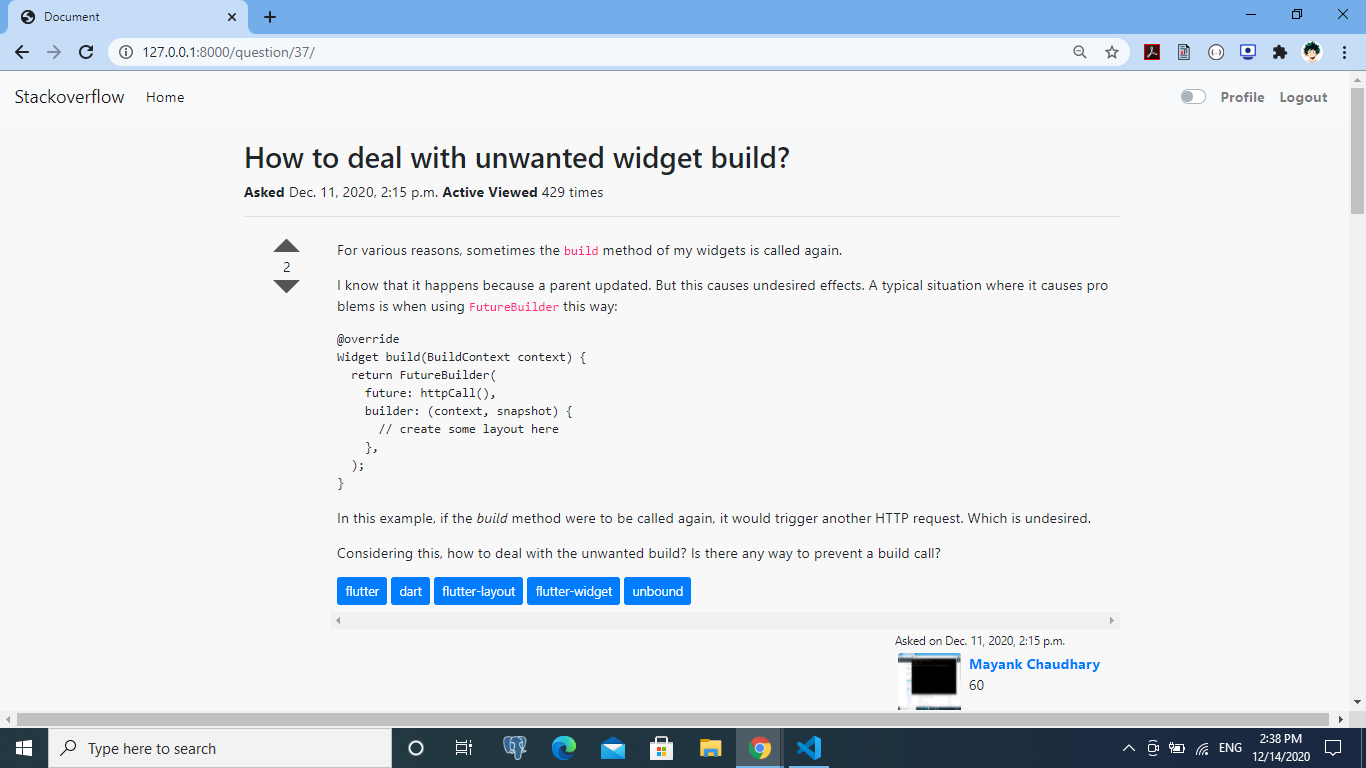 Document
127.0.0.1:8000/question/37/
Stackoverflow Home Profile Logout
How to deal with unwanted widget build?
Asked Dec. 11, 2020, 2:15 p.m. Active Viewed 429 times
For various reasons, sometimes the build method of my widgets is called again.
2
I know that it happens because a parent updated. But this causes undesired effects. A typical situation where it causes pro
blems is when using FutureBuilder this way:
@override
Widget build(BuildContext context) {
  return FutureBuilder(
    future: httpCall(),
    builder: (context, snapshot) {
      // create some layout here
    },
  );
}
In this example, if the build method were to be called again, it would trigger another HTTP request. Which is undesired.
Considering this, how to deal with the unwanted build? Is there any way to prevent a build call?
flutter dart flutter-layout flutter-widget unbound
Asked on Dec. 11, 2020, 2:15 p.m.
Mayank Chaudhary
60
Type here to search
ENG
2:38 PM
12/14/2020